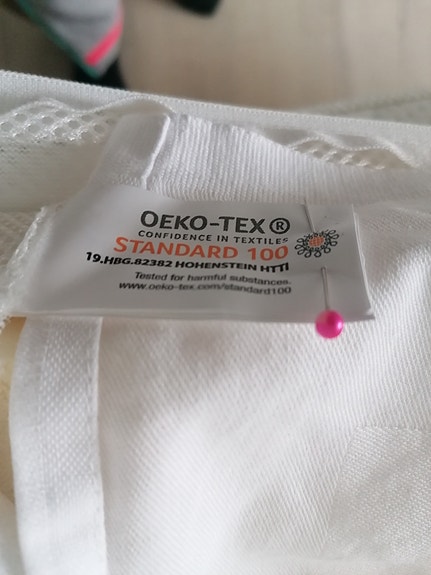 OEKO-TEX®
CONFIDENCE IN TEXTILES
STANDARD 100
19.HBG.82382 HOHENSTEIN HTTI
Tested for harmful substances.
www.oeko-tex.com/standard100